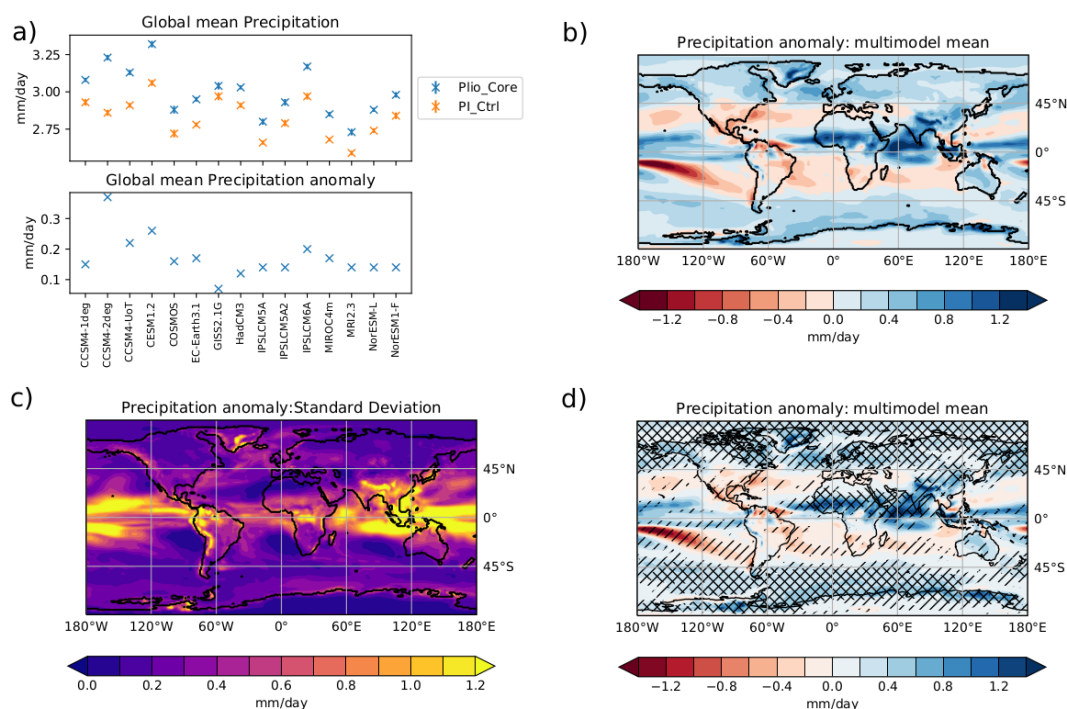 a)
Global mean Precipitation
mm/day
3.25
3.00
2.75
Plio_Core
PI_Ctrl
Global mean Precipitation anomaly
mm/day
0.3
0.2
0.1
CCSM4-1deg
CCSM4-2deg
CCSM4-UoT
CESM1.2
COSMOS
EC-Earth3.1
GISS2.1G
HadCM3
IPSLCM5A
IPSLCM5A2
IPSLCM6A
MIROC4m
MRI2.3
NorESM-L
NorESM1-F
b)
Precipitation anomaly: multimodel mean
45°N
0°
45°S
180°W 120°W 60°W 0° 60°E 120°E 180°E
−1.2 −0.8 −0.4 0.0 0.4 0.8 1.2
mm/day
c)
Precipitation anomaly:Standard Deviation
45°N
0°
45°S
180°W 120°W 60°W 0° 60°E 120°E 180°E
0.0 0.2 0.4 0.6 0.8 1.0 1.2
mm/day
d)
Precipitation anomaly: multimodel mean
45°N
0°
45°S
180°W 120°W 60°W 0° 60°E 120°E 180°E
−1.2 −0.8 −0.4 0.0 0.4 0.8 1.2
mm/day